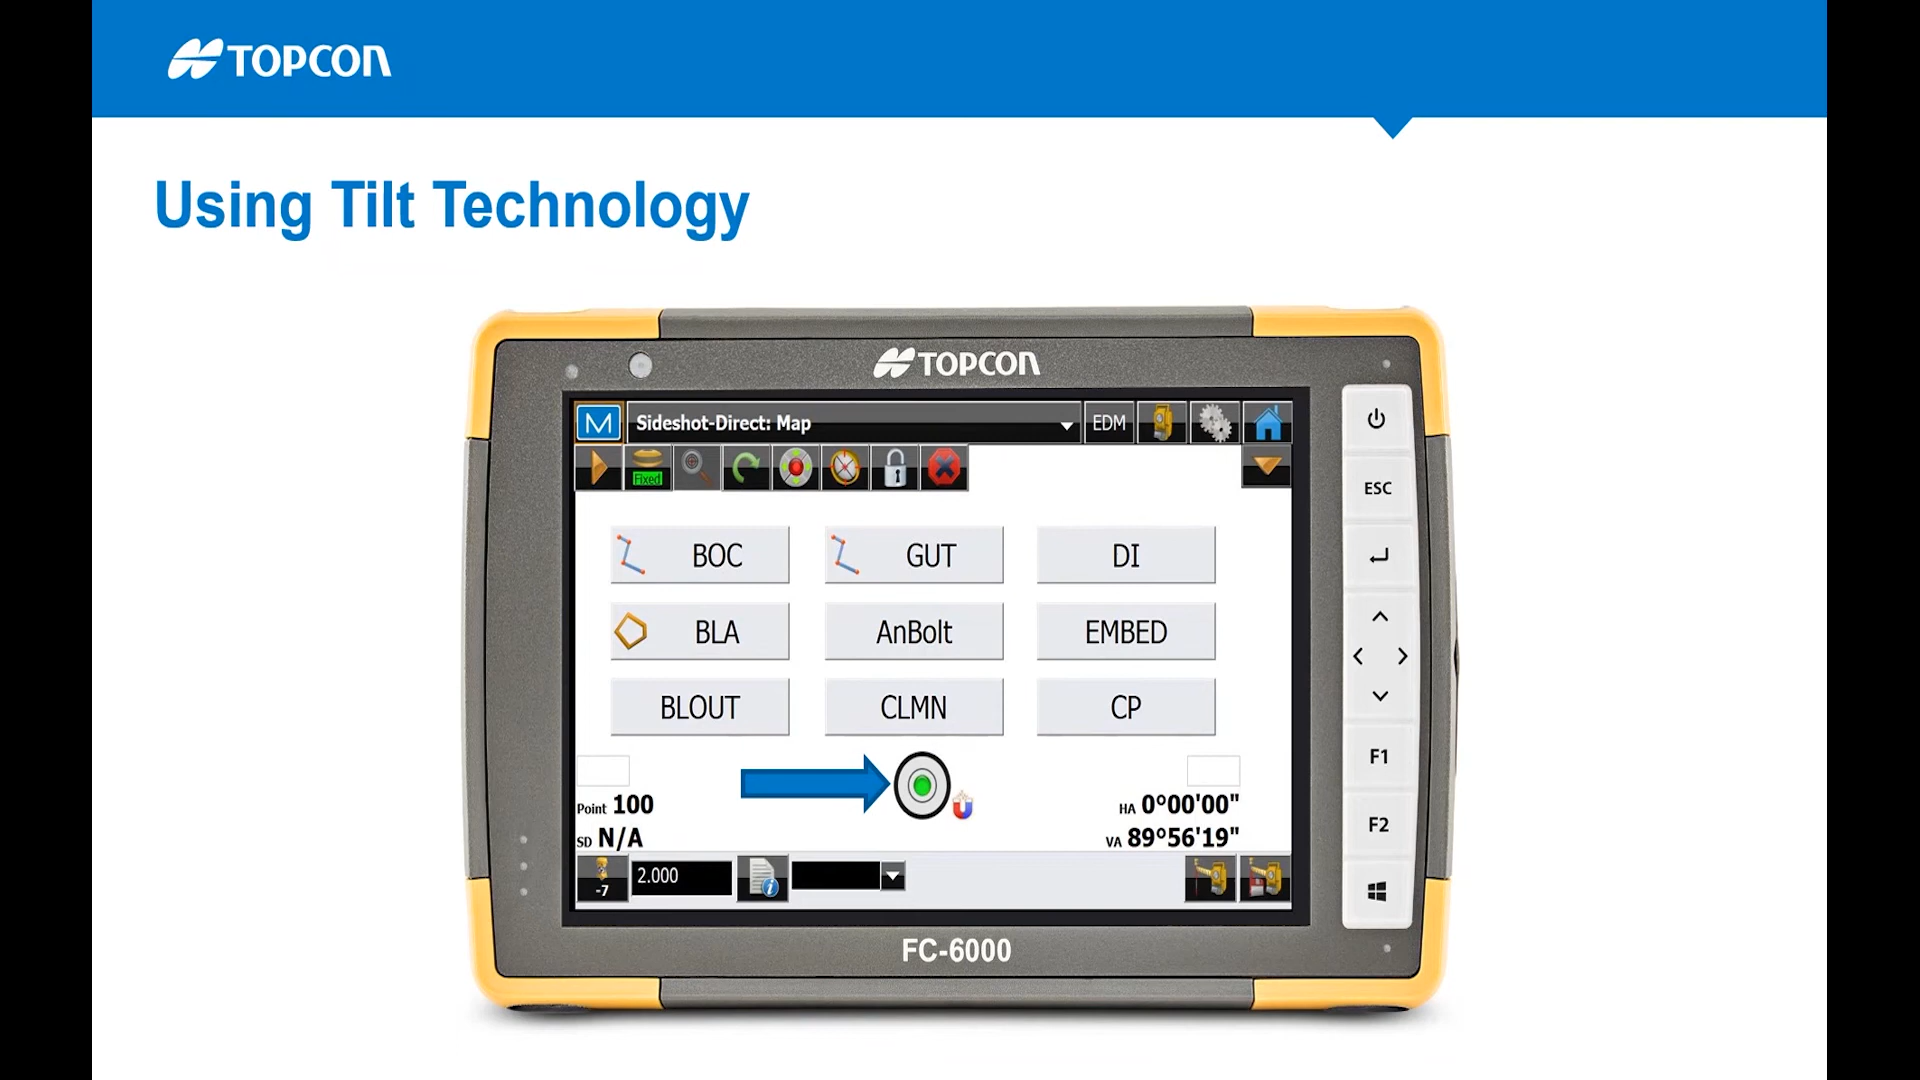 TOPCON
Using Tilt Technology
TOPCON
Sideshot-Direct: Map
EDM
Fixed
ESC
BOC GUT DI
BLA AnBolt EMBED
BLOUT CLMN CP
F1
Point 100
HA 0°00'00"
SD N/A
VA 89°56'19"
F2
-7
2.000
FC-6000